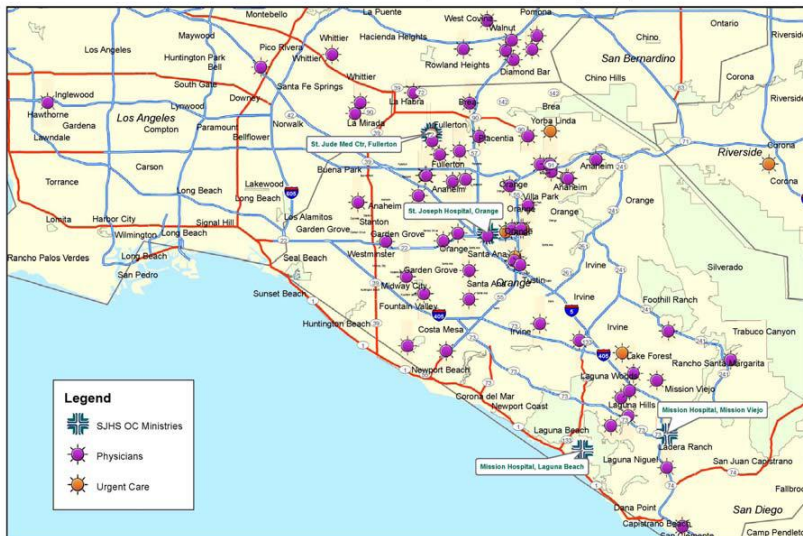 Montebello
La Puente
West Covina
Pomona
Maywood
Walnut
Ontario
Riverside
Whittier
Hacienda Heights
Chino
Los Angeles
Huntington Park
Pico Rivera
Bell
Whittier
Rowland Heights
San Bernardino
Diamond Bar
Chino Hills
Corona
South Gate
Santa Fe Springs
Whittier
Inglewood
Downey
La Habra
Brea
Brea
Lynwood
Hawthorne
Los Angeles
Norwalk
La Mirada
Yorba Linda
Gardena
Paramount
Fullerton
Lawndale
Compton
Bellflower
Placentia
St. Jude Med Ctr, Fullerton
Riverside
Corona
Fullerton
Carson
Buena Park
Anaheim
Corona
Torrance
Lakewood
Anaheim
Orange
Long Beach
Long Beach
Villa Park
Orange
St. Joseph Hospital, Orange
Los Alamitos
Anaheim
Orange
Orange
Lomita
Harbor City
Signal Hill
Stanton
Garden Grove
Orange
Wilmington
Long Beach
Garden Grove
Orange
Rancho Palos Verdes
Long Beach
Seal Beach
Westminster
Santa Ana
Irvine
San Pedro
Garden Grove
Santa Ana
Tustin
Silverado
Midway City
Orange
Sunset Beach
Irvine
Foothill Ranch
Fountain Valley
Huntington Beach
Costa Mesa
Irvine
Irvine
Trabuco Canyon
Lake Forest
Rancho Santa Margarita
Newport Beach
Laguna Woods
Mission Viejo
Corona del Mar
Newport Coast
Laguna Hills
Mission Hospital, Mission Viejo
Laguna Beach
Ladera Ranch
Mission Hospital, Laguna Beach
Laguna Niguel
San Juan Capistrano
Dana Point
San Diego
Capistrano Beach
San Clemente
Camp Pendleton
Legend
SJHS OC Ministries
Physicians
Urgent Care